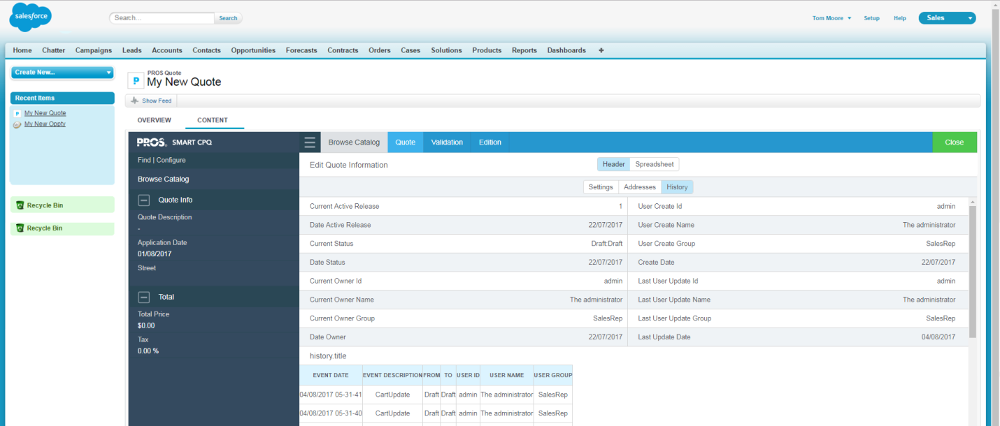 salesforce
Search...
Search
Tom Moore
Setup
Help
Sales
Home Chatter Campaigns Leads Accounts Contacts Opportunities Forecasts Contracts Orders Cases Solutions Products Reports Dashboards +
Create New...
Recent Items
P My New Quote
My New Oppty
Recycle Bin
Recycle Bin
P
PROS Quote
My New Quote
Show Feed
OVERVIEW CONTENT
PROS SMART CPQ
Find | Configure
Browse Catalog
Quote Info
Quote Description
-
Application Date
01/08/2017
Street
Total
Total Price
$0.00
Tax
0.00 %
Browse Catalog Quote Validation Edition Close
Edit Quote Information
Header Spreadsheet
Settings Addresses History
Current Active Release 1 User Create Id admin
Date Active Release 22/07/2017 User Create Name The administrator
Current Status Draft:Draft User Create Group SalesRep
Date Status 22/07/2017 Create Date 22/07/2017
Current Owner Id admin Last User Update Id admin
Current Owner Name The administrator Last User Update Name The administrator
Current Owner Group SalesRep Last User Update Group SalesRep
Date Owner 22/07/2017 Last Update Date 04/08/2017
history.title
EVENT DATE EVENT DESCRIPTION FROM TO USER ID USER NAME USER GROUP
04/08/2017 05-31-41 CartUpdate Draft Draft admin The administrator SalesRep
04/08/2017 05-31-40 CartUpdate Draft Draft admin The administrator SalesRep